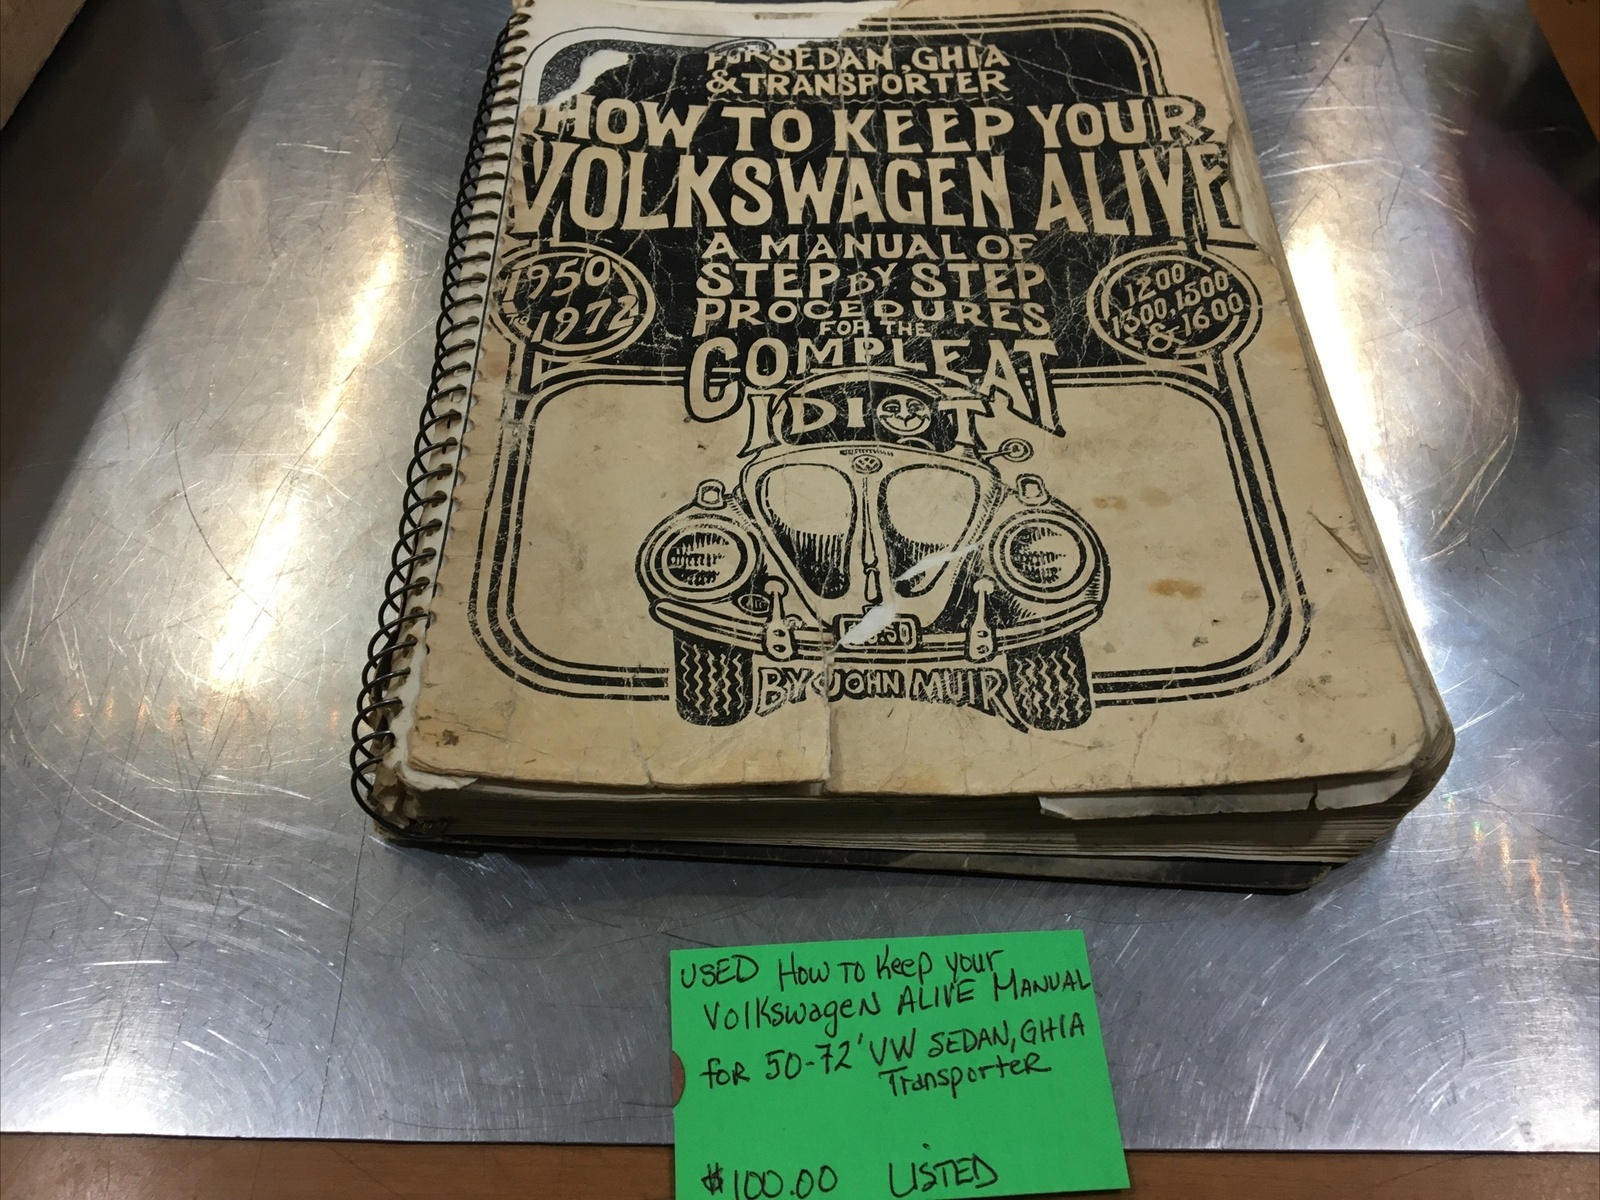 FOR SEDAN, GHIA
& TRANSPORTER
HOW TO KEEP YOUR
VOLKSWAGEN ALIVE
A MANUAL OF
STEP BY STEP
PROCEDURES
FOR THE
COMPLEAT
IDIOT
1950
TO 1972
1200
1300, 1500
& 1600
BY JOHN MUIR
USED How To Keep your
Volkswagen ALIVE MANUAL
for 50-72' VW SEDAN, GHIA
Transporter
$100.00 LISTED